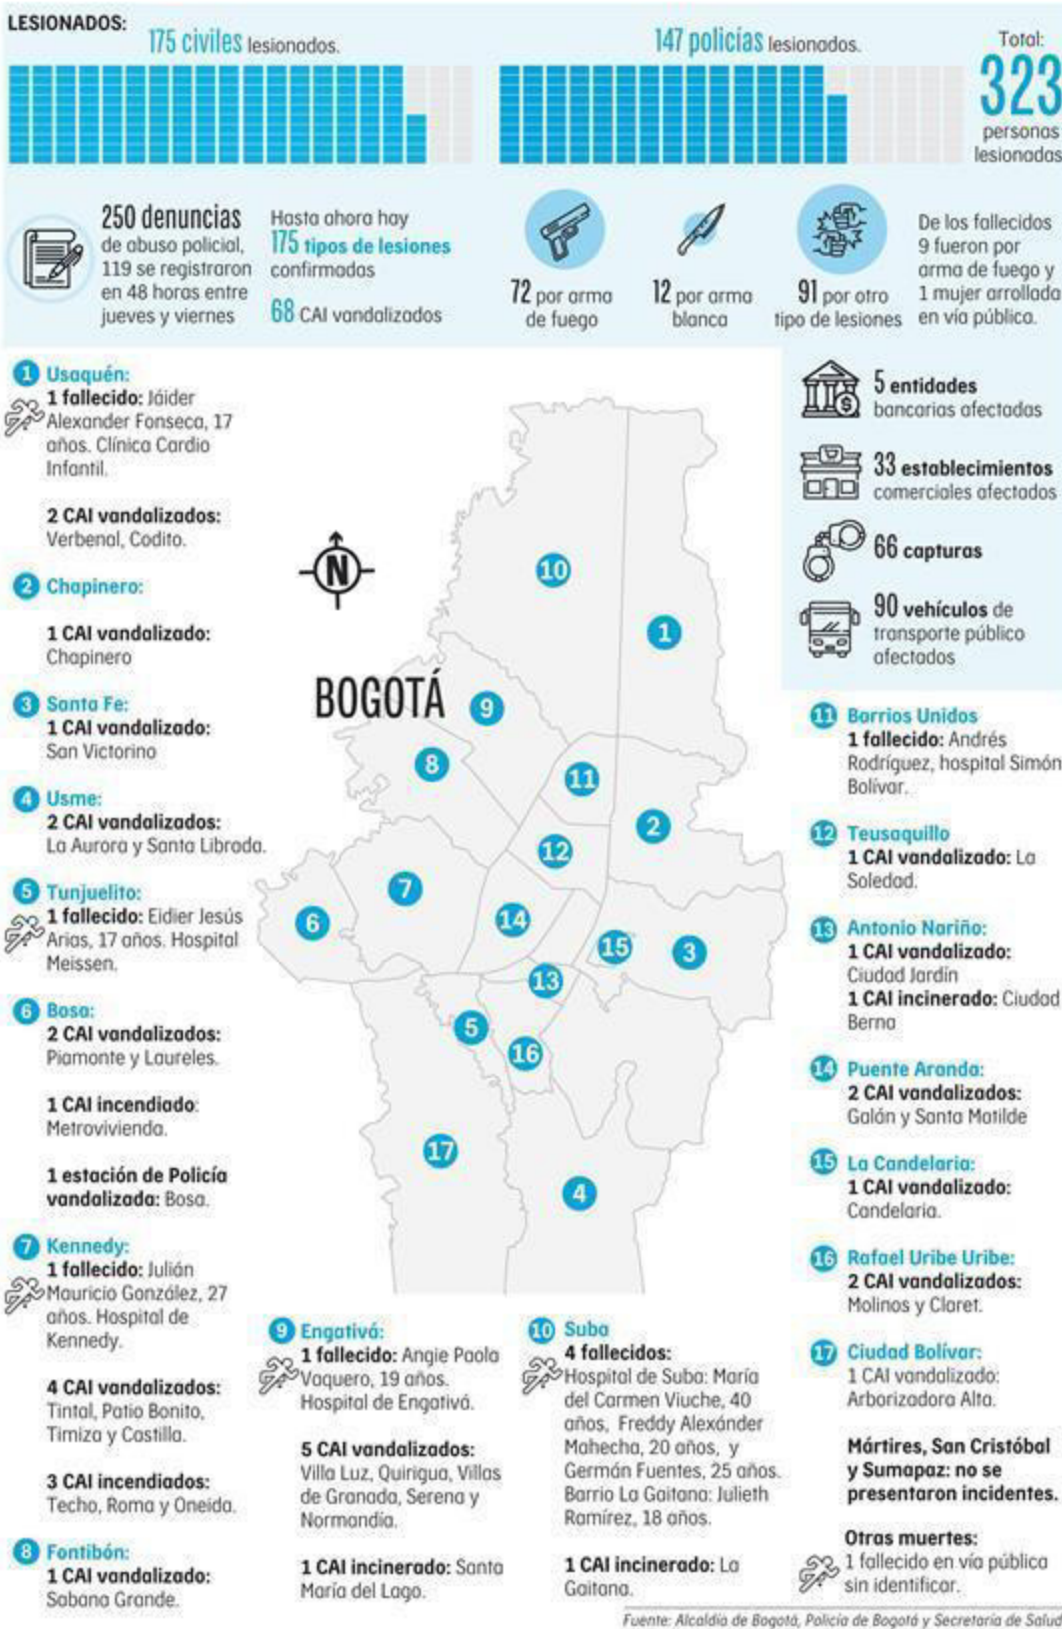 LESIONADOS:
175 civiles lesionados.
147 policías lesionados.
Total:
323
personas
lesionadas
250 denuncias
de abuso policial,
119 se registraron
en 48 horas entre
jueves y viernes
Hasta ahora hay
175 tipos de lesiones
confirmadas
68 CAI vandalizados
72 por arma
de fuego
12 por arma
blanca
91 por otro
tipo de lesiones
De los fallecidos
9 fueron por
arma de fuego y
1 mujer arrollada
en vía pública.
5 entidades
bancarias afectadas
33 establecimientos
comerciales afectados
66 capturas
90 vehículos de
transporte público
afectados
1 Usaquén:
1 fallecido: Jáider
Alexander Fonseca, 17
años. Clínica Cardio
Infantil.
2 CAI vandalizados:
Verbenal, Codito.
2 Chapinero:
1 CAI vandalizado:
Chapinero
3 Santa Fe:
1 CAI vandalizado:
San Victorino
4 Usme:
2 CAI vandalizados:
La Aurora y Santa Librada.
5 Tunjuelito:
1 fallecido: Eidier Jesús
Arias, 17 años. Hospital
Meissen.
6 Bosa:
2 CAI vandalizados:
Piamonte y Laureles.
1 CAI incendiado:
Metrovivienda.
1 estación de Policía
vandalizada: Bosa.
7 Kennedy:
1 fallecido: Julián
Mauricio González, 27
años. Hospital de
Kennedy.
4 CAI vandalizados:
Tintal, Patio Bonito,
Timiza y Castilla.
3 CAI incendiados:
Techo, Roma y Oneida.
8 Fontibón:
1 CAI vandalizado:
Sabana Grande.
N
BOGOTÁ
10
1
9
8
11
2
12
7
6
14
15
3
13
5
16
17
4
9 Engativá:
1 fallecido: Angie Paola
Vaquero, 19 años.
Hospital de Engativá.
5 CAI vandalizados:
Villa Luz, Quirigua, Villas
de Granada, Serena y
Normandía.
1 CAI incinerado: Santa
María del Lago.
10 Suba
4 fallecidos:
Hospital de Suba: María
del Carmen Viuche, 40
años, Freddy Alexánder
Mahecha, 20 años, y
Germán Fuentes, 25 años.
Barrio La Gaitana: Julieth
Ramírez, 18 años.
1 CAI incinerado: La
Gaitana.
11 Barrios Unidos
1 fallecido: Andrés
Rodríguez, hospital Simón
Bolívar.
12 Teusaquillo
1 CAI vandalizado: La
Soledad.
13 Antonio Nariño:
1 CAI vandalizado:
Ciudad Jardín
1 CAI incinerado: Ciudad
Berna
14 Puente Aranda:
2 CAI vandalizados:
Galán y Santa Matilde
15 La Candelaria:
1 CAI vandalizado:
Candelaria.
16 Rafael Uribe Uribe:
2 CAI vandalizados:
Molinos y Claret.
17 Ciudad Bolívar:
1 CAI vandalizado:
Arborizadora Alta.
Mártires, San Cristóbal
y Sumapaz: no se
presentaron incidentes.
Otras muertes:
1 fallecido en vía pública
sin identificar.
Fuente: Alcaldía de Bogotá, Policía de Bogotá y Secretaría de Salud